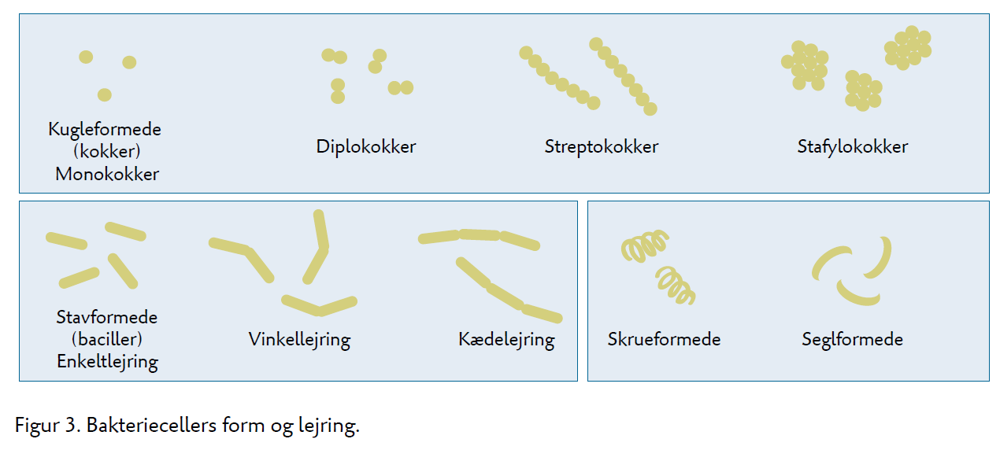 Kugleformede
(kokker)
Monokokker
Diplokokker
Streptokokker
Stafylokokker
Stavformede
(baciller)
Enkeltlejring
Vinkellejring
Kædelejring
Skrueformede
Seglformede
Figur 3. Bakteriecellers form og lejring.